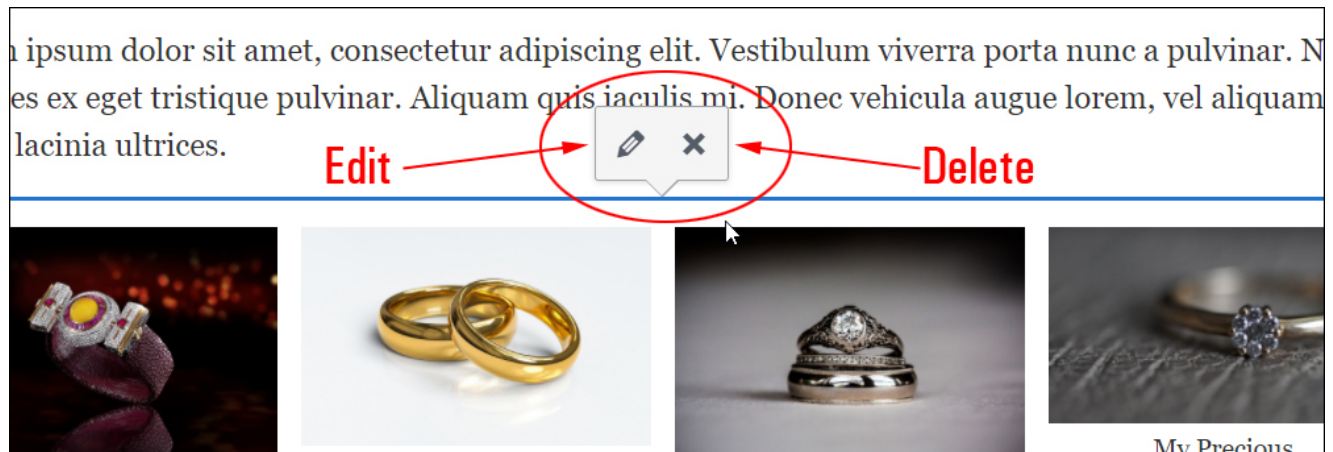 ipsum dolor sit amet, consectetur adipiscing elit. Vestibulum viverra porta nunc a pulvinar. N
es ex eget tristique pulvinar. Aliquam quis iaculis mi. Donec vehicula augue lorem, vel aliquam
lacinia ultrices.
Edit
Delete
My Precious